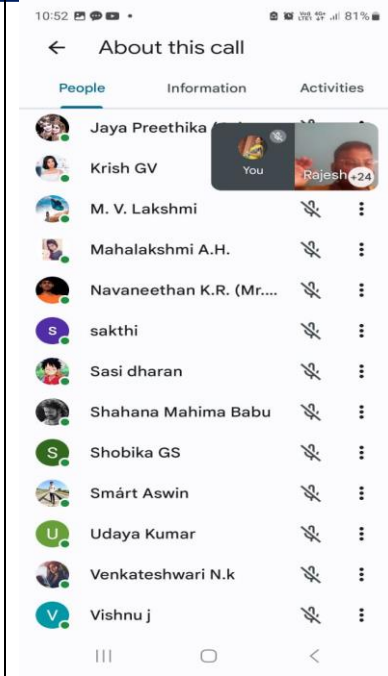 10:52 81%
About this call
People Information Activities
Jaya Preethika
Krish GV
You
Rajesh +24
M. V. Lakshmi
Mahalakshmi A.H.
Navaneethan K.R. (Mr....
S sakthi
Sasi dharan
Shahana Mahima Babu
S Shobika GS
Smárt Aswin
U Udaya Kumar
Venkateshwari N.k
V Vishnu j